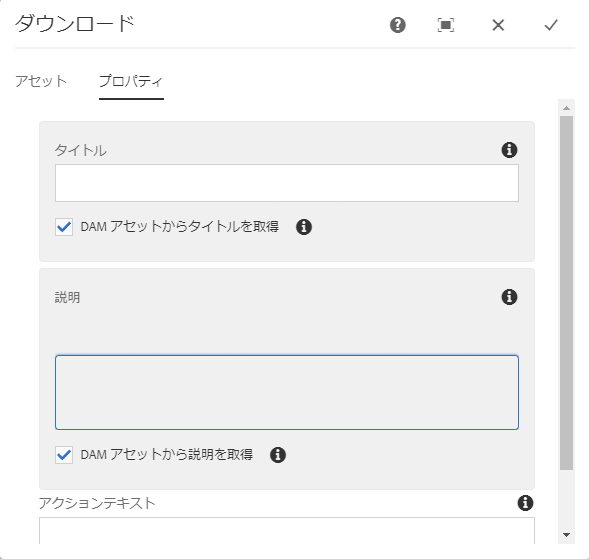 ダウンロード
アセット プロパティ
タイトル
DAM アセットからタイトルを取得
説明
DAM アセットから説明を取得
アクションテキスト